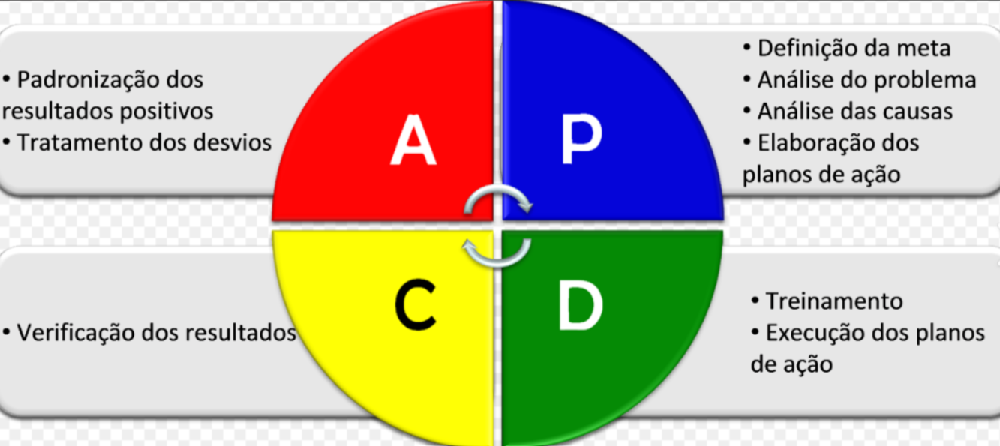 • Padronização dos
resultados positivos
• Tratamento dos desvios
A
P
• Definição da meta
• Análise do problema
• Análise das causas
• Elaboração dos
planos de ação
• Verificação dos resultados
C
D
• Treinamento
• Execução dos planos
de ação